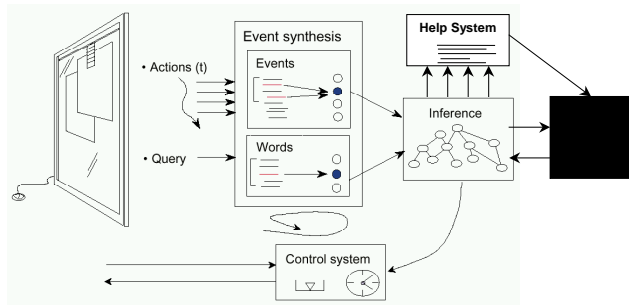 Event synthesis
Help System
Events
• Actions (t)
Inference
Words
• Query
Control system